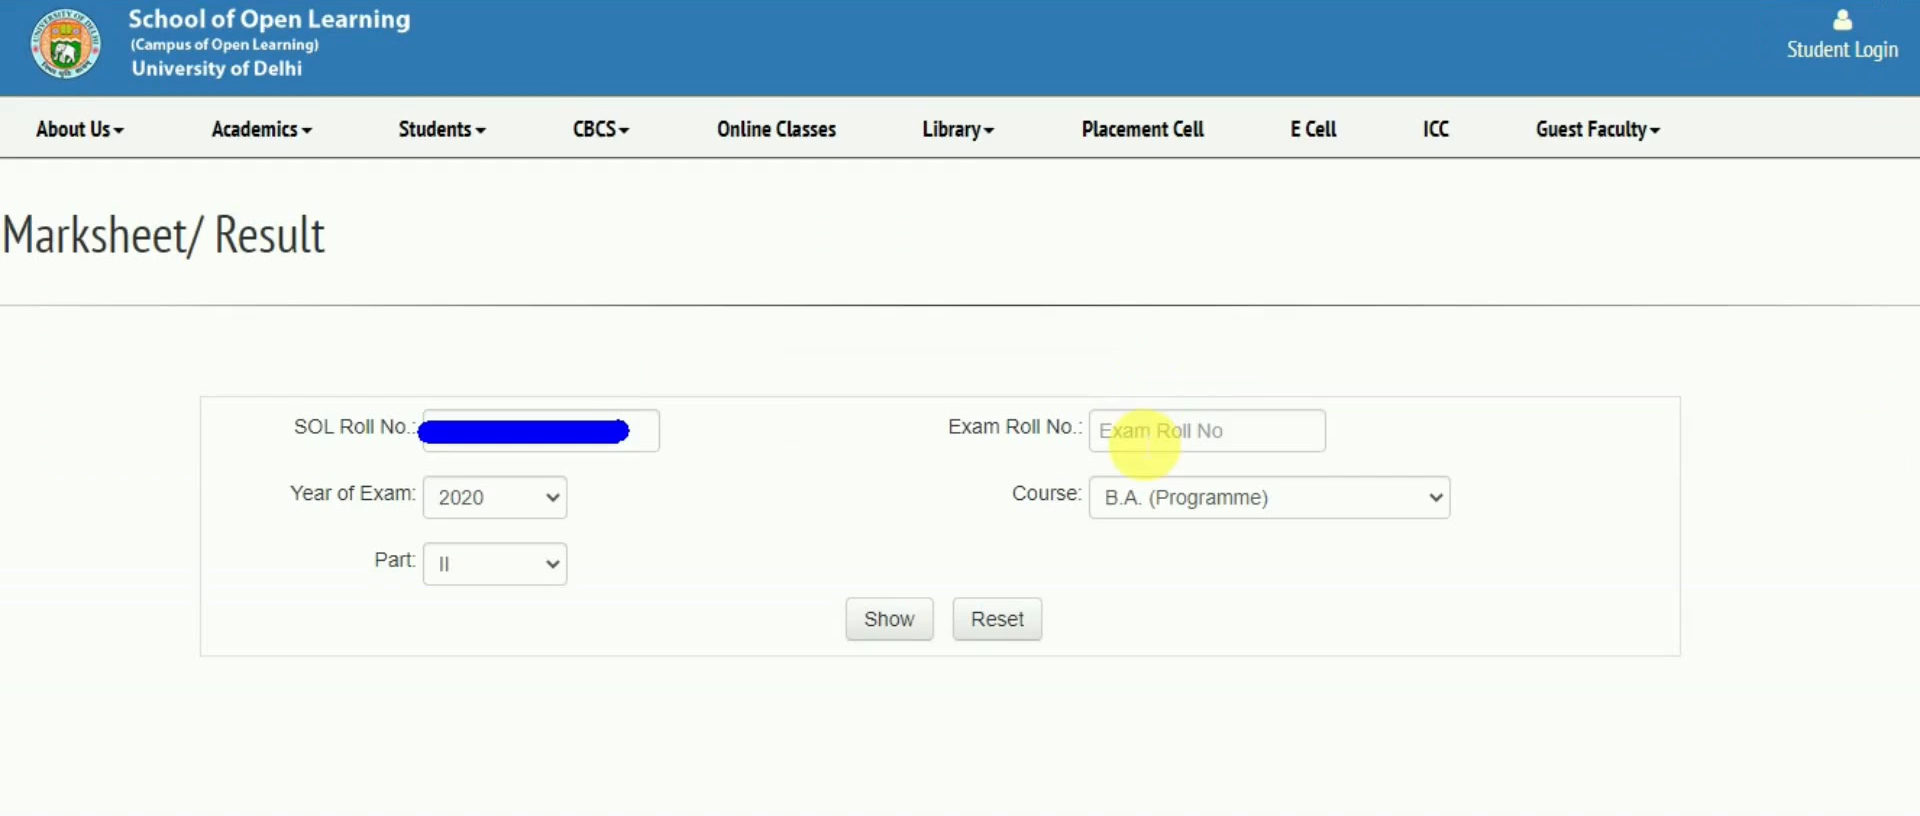 School of Open Learning
(Campus of Open Learning)
University of Delhi
Student Login
About Us Academics Students CBCS Online Classes Library Placement Cell E Cell ICC Guest Faculty
Marksheet/ Result
SOL Roll No.: Exam Roll No.: Exam Roll No
Year of Exam: 2020 Course: B.A. (Programme)
Part: II
Show Reset